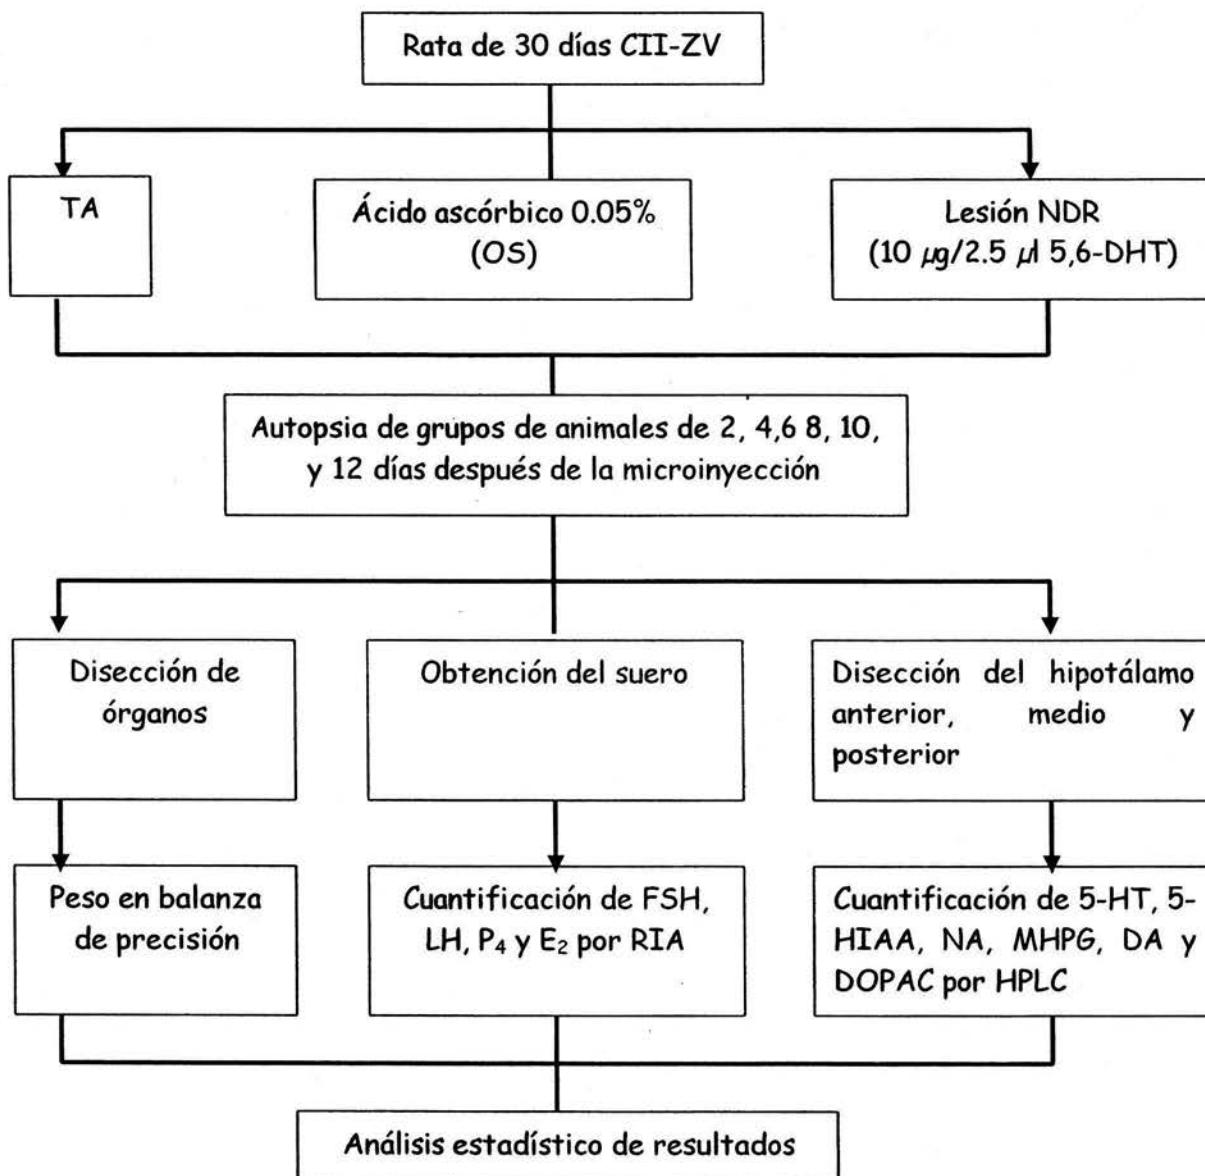 Rata de 30 días CII-ZV
TA
Ácido ascórbico 0.05%
(OS)
Lesión NDR
(10 µg/2.5 µl 5,6-DHT)
Autopsia de grupos de animales de 2, 4,6 8, 10,
y 12 días después de la microinyección
Disección de
órganos
Obtención del suero
Disección del hipotálamo
anterior, medio y
posterior
Peso en balanza
de precisión
Cuantificación de FSH,
LH, P₄ y E₂ por RIA
Cuantificación de 5-HT, 5-
HIAA, NA, MHPG, DA y
DOPAC por HPLC
Análisis estadístico de resultados